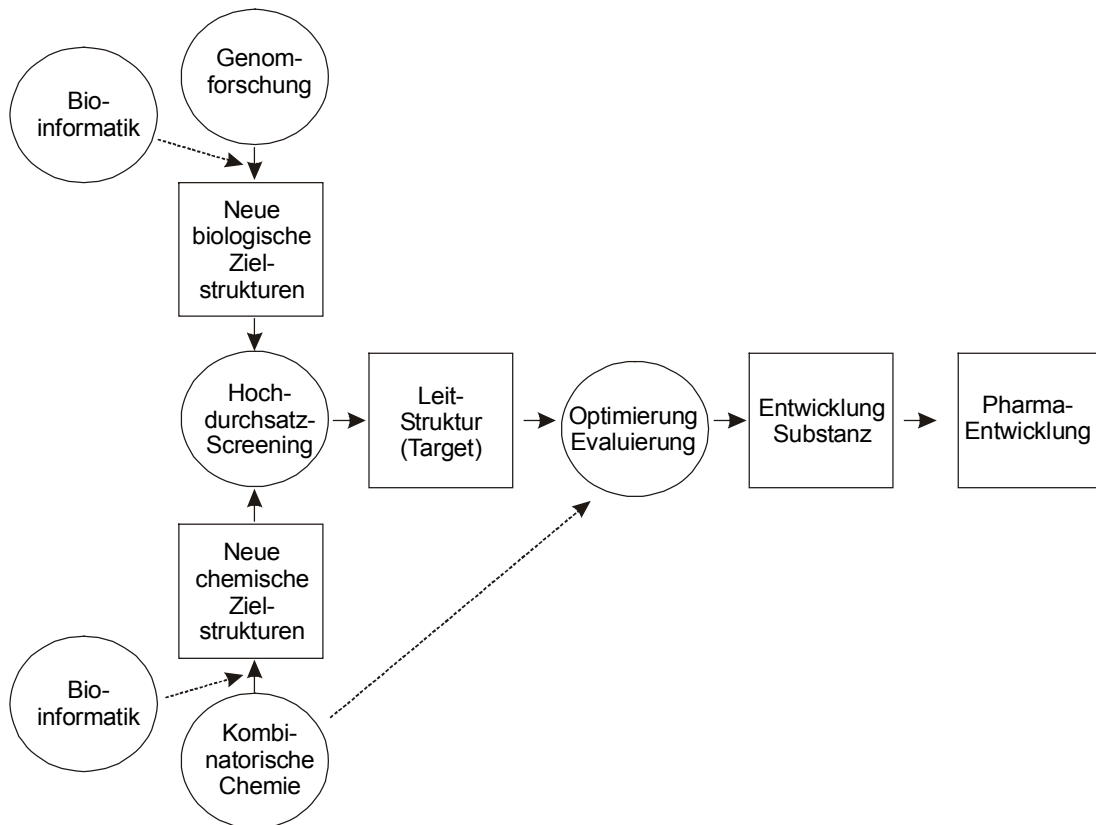 Genom-
forschung
Bio-
informatik
Neue
biologische
Ziel-
strukturen
Hoch-
durchsatz-
Screening
Leit-
Struktur
(Target)
Optimierung
Evaluierung
Entwicklung
Substanz
Pharma-
Entwicklung
Neue
chemische
Ziel-
strukturen
Bio-
informatik
Kombi-
natorische
Chemie